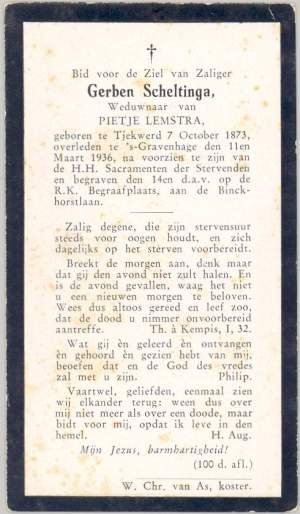 Bid voor de Ziel van Zaliger
Gerben Scheltinga,
Weduwnaar van
PIETJE LEMSTRA,
geboren te Tjekwerd 7 October 1873,
overleden te 's-Gravenhage den 11en
Maart 1936, na voorzien te zijn van
de H.H. Sacramenten der Stervenden
en begraven den 14en d.a.v. op de
R.K. Begraafplaats, aan de Binck-
horstlaan.
Zalig degene, die zijn stervensuur
steeds voor oogen houdt, en zich
dagelijks op het sterven voorbereidt.
Breekt de morgen aan, denk maar
dat gij den avond niet zult halen. En
is de avond gevallen, waag het niet
u een nieuwen morgen te beloven.
Wees dus altoos gereed en leef zoo,
dat de dood u nimmer onvoorbereid
aantreffe. Th. à Kempis, I, 32.
Wat gij èn geleerd èn ontvangen
èn gehoord èn gezien hebt van mij,
beoefen dat en de God des vredes
zal met u zijn. Philip.
Vaartwel, geliefden, eenmaal zien
wij elkander terug: ween dus over
mij niet meer als over een doode, maar
bid voor mij, opdat ik leve in den
hemel. H. Aug.
Mijn Jezus, barmhartigheid!
(100 d. afl.)
W. Chr. van As, koster.